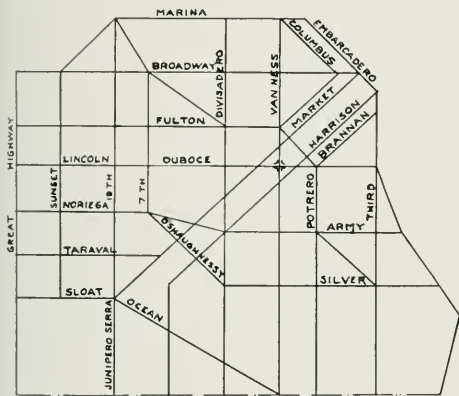 MARINA
EMBARCADERO
COLUMBUS
BROADWAY
DIVISADERO
VAN NESS
MARKET
HARRISON
BRANNAN
FULTON
GREAT HIGHWAY
LINCOLN
DUBOCE
SUNSET
19TH
7TH
NORIEGA
O'SHAUGHNESSY
POTRERO
THIRD
ARMY
TARAVAL
SILVER
SLOAT
OCEAN
JUNIPERO SERRA